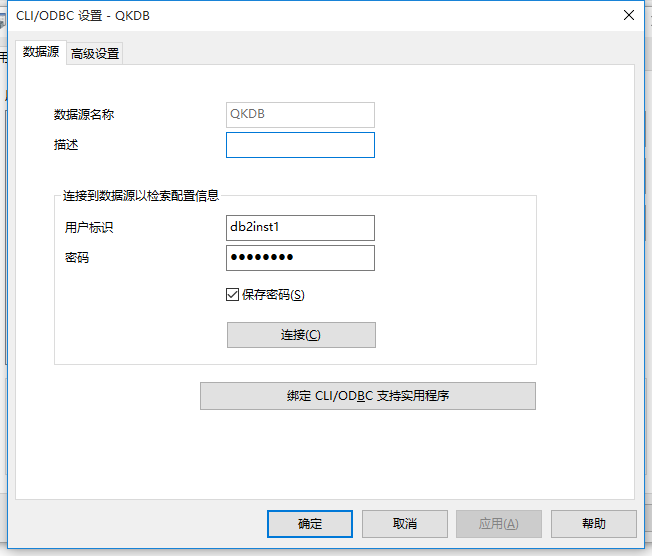 CLI/ODBC 设置 - QKDB
数据源
高级设置
数据源名称
QKDB
描述
连接到数据源以检索配置信息
用户标识
db2inst1
密码
●●●●●●●●
保存密码(S)
连接(C)
绑定 CLI/ODBC 支持实用程序
确定
取消
应用(A)
帮助